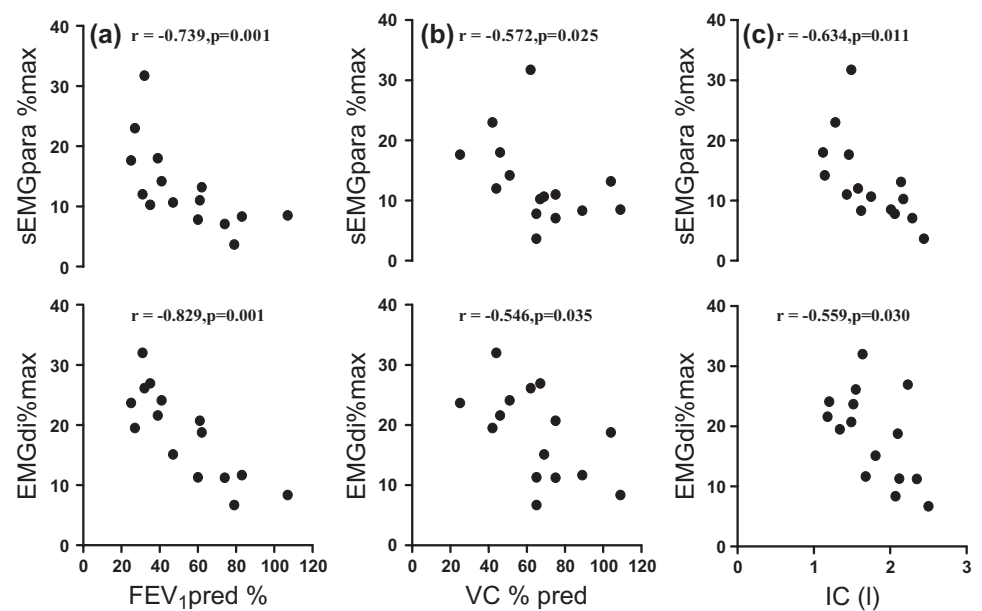 (a) r = -0.739,p=0.001
sEMGpara %max
40
30
20
10
0
(b) r = -0.572,p=0.025
sEMGpara %max
40
30
20
10
0
(c) r = -0.634,p=0.011
sEMGpara %max
40
30
20
10
0
r = -0.829,p=0.001
EMGdi%max
40
30
20
10
0
0 20 40 60 80 100 120
FEV1pred %
r = -0.546,p=0.035
EMGdi%max
40
30
20
10
0
0 20 40 60 80 100 120
VC % pred
r = -0.559,p=0.030
EMGdi%max
40
30
20
10
0
0 1 2 3
IC (l)